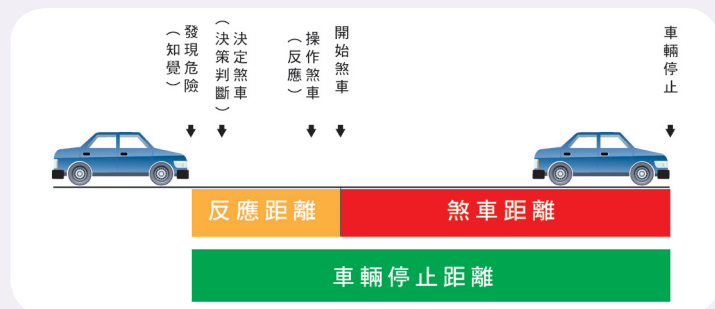 發現危險
（知覺）
決定煞車
（決策判斷）
操作煞車
（反應）
開始煞車
車輛停止
反應距離
煞車距離
車輛停止距離